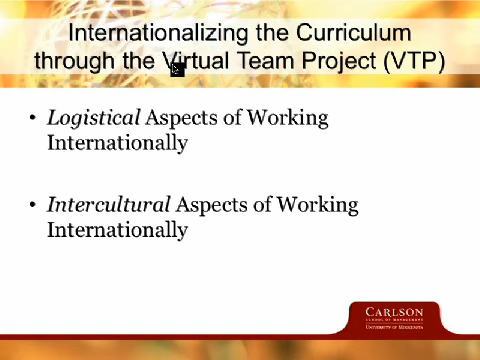 Internationalizing the Curriculum
through the Virtual Team Project (VTP)
• Logistical Aspects of Working
Internationally
• Intercultural Aspects of Working
Internationally
CARLSON
SCHOOL OF MANAGEMENT
UNIVERSITY OF MINNESOTA